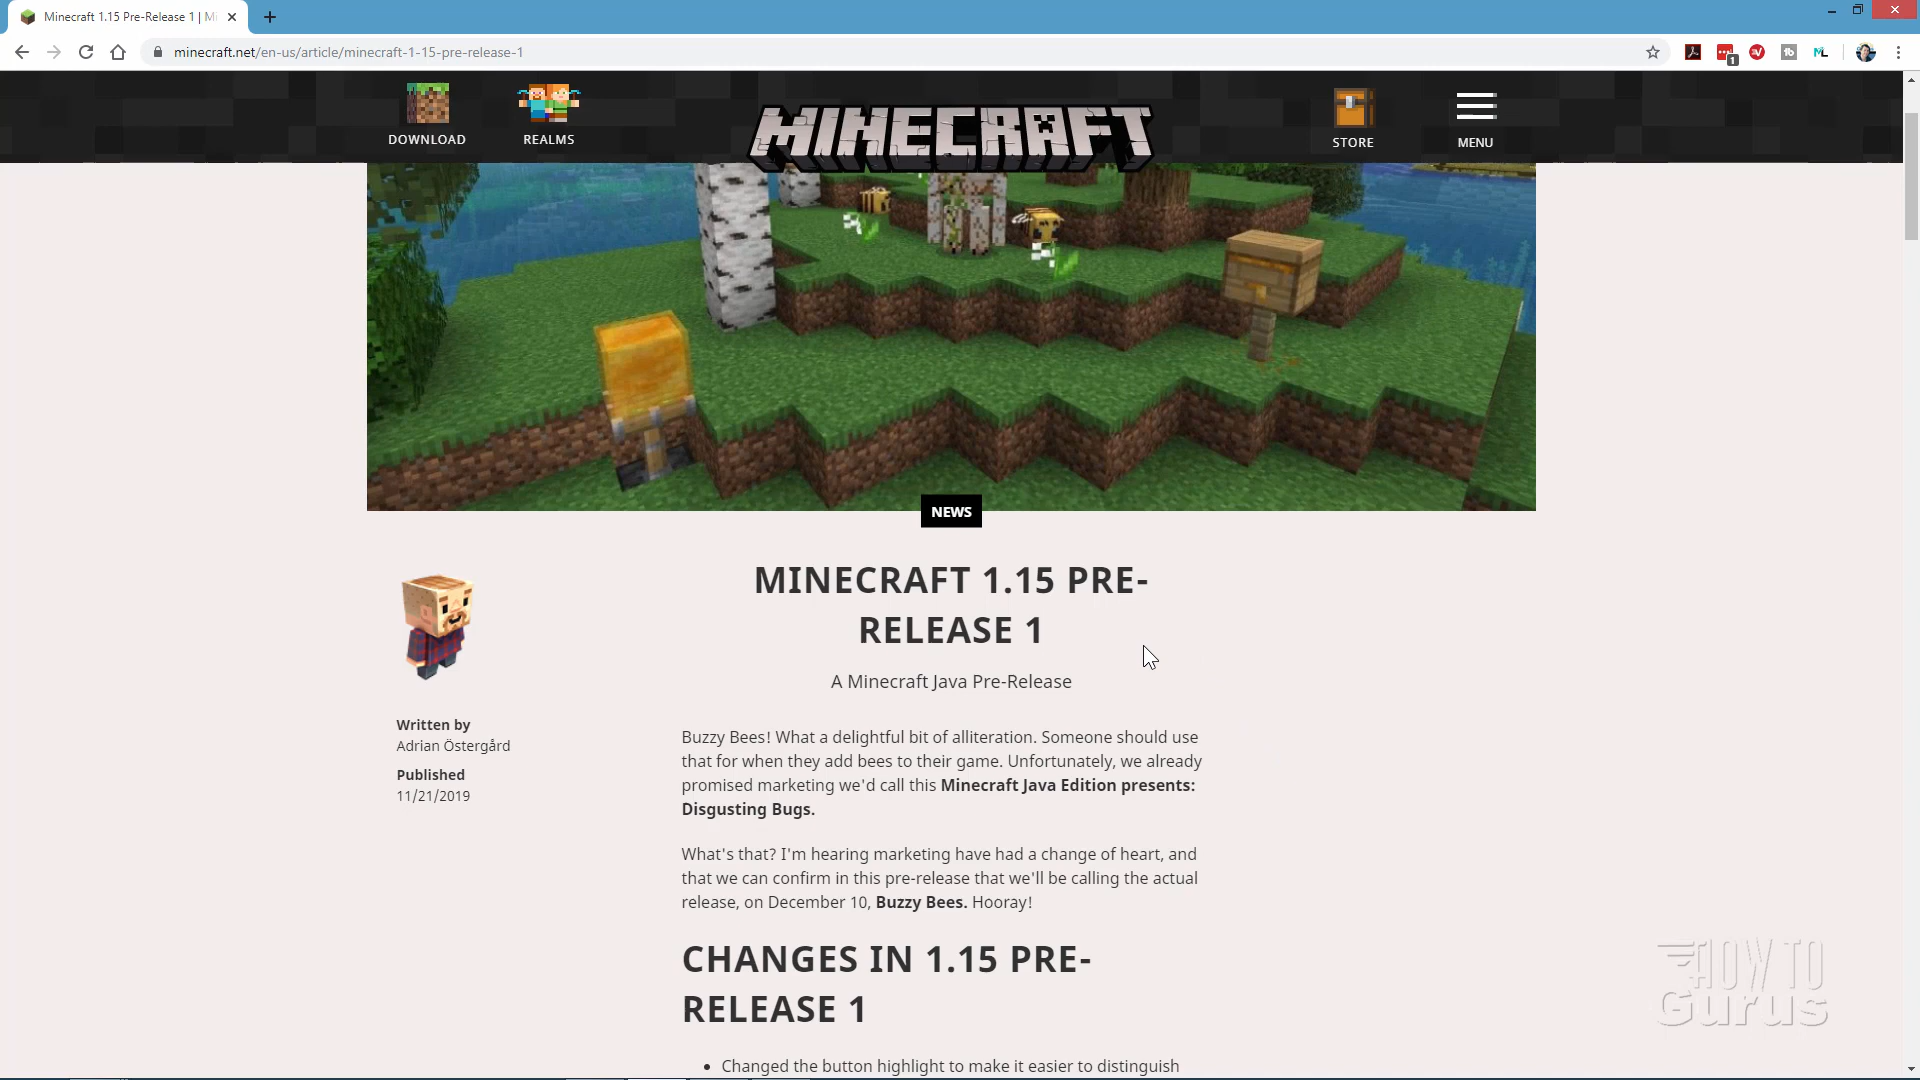 Minecraft 1.15 Pre-Release 1 | Mi
minecraft.net/en-us/article/minecraft-1-15-pre-release-1
1
DOWNLOAD
REALMS
MINECRAFT
STORE
MENU
NEWS
MINECRAFT 1.15 PRE-
RELEASE 1
A Minecraft Java Pre-Release
Written by
Adrian Östergård
Published
11/21/2019
Buzzy Bees! What a delightful bit of alliteration. Someone should use
that for when they add bees to their game. Unfortunately, we already
promised marketing we'd call this Minecraft Java Edition presents:
Disgusting Bugs.
What's that? I'm hearing marketing have had a change of heart, and
that we can confirm in this pre-release that we'll be calling the actual
release, on December 10, Buzzy Bees. Hooray!
CHANGES IN 1.15 PRE-
RELEASE 1
• Changed the button highlight to make it easier to distinguish
HOW TO
Gurus